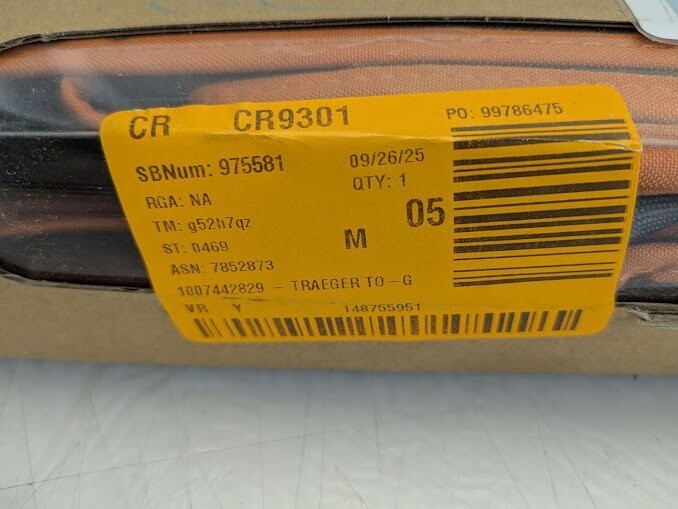 CR CR9301 PO: 99786475
SBNum: 975581 09/26/25
RGA: NA QTY: 1
TM: g52h7qz 05
ST: 0469 M
ASN: 7852873
1007442829 - TRAEGER TO-G
VR Y 148755951